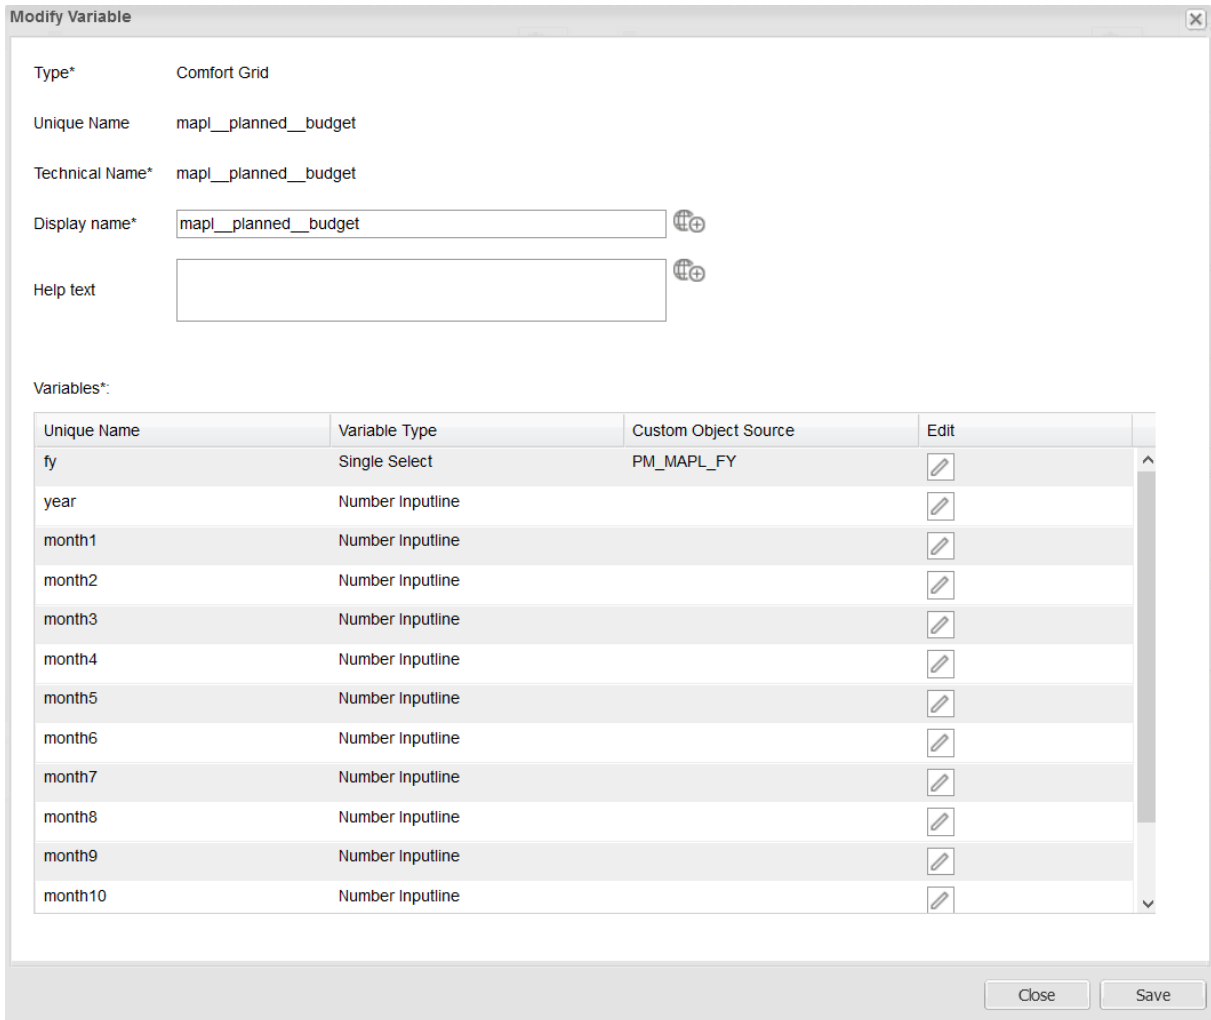 Modify Variable
Type* Comfort Grid
Unique Name mapl__planned__budget
Technical Name* mapl__planned__budget
Display name* mapl__planned__budget
Help text
Variables*:
Unique Name Variable Type Custom Object Source Edit
fy Single Select PM_MAPL_FY
year Number Inputline
month1 Number Inputline
month2 Number Inputline
month3 Number Inputline
month4 Number Inputline
month5 Number Inputline
month6 Number Inputline
month7 Number Inputline
month8 Number Inputline
month9 Number Inputline
month10 Number Inputline
Close Save